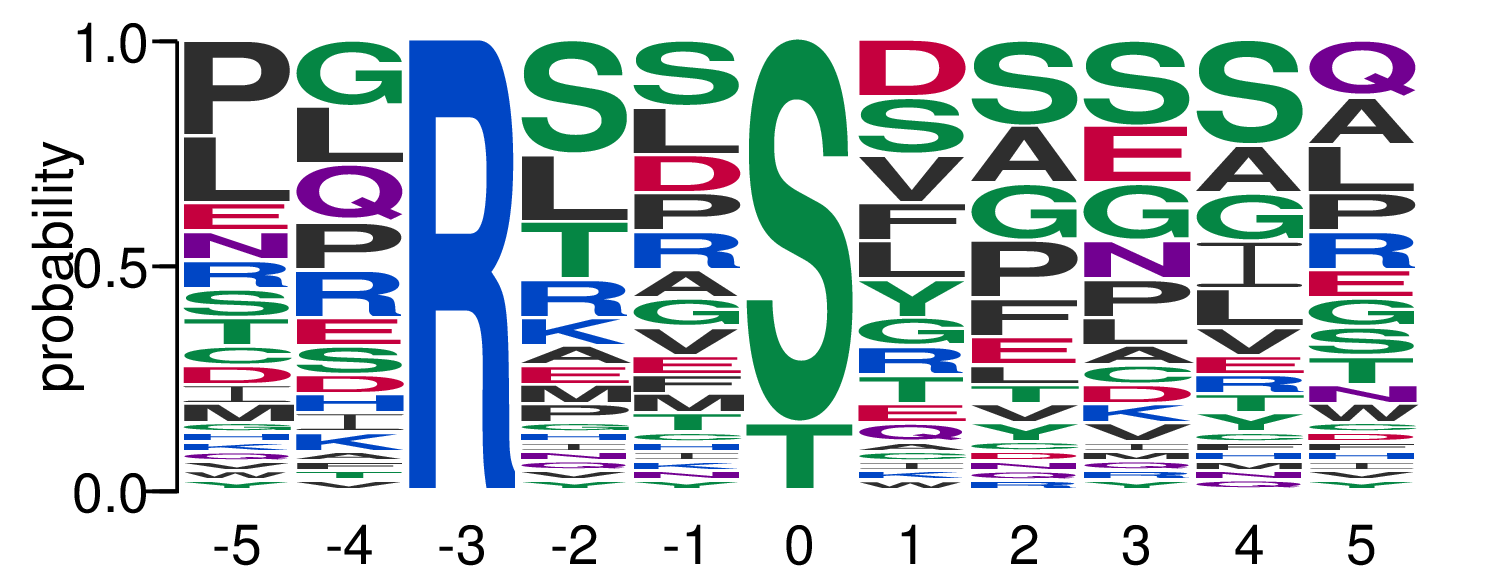 1.0
0.5
0.0
probability
P L E N R S T C D I M G H K Q V W Y
G L Q P R E S D H I K A F T V
R
S L T R K A E M P G H I N Q V Y
S L D P R A G V E F M T C H I K N Y
S T
D S V F L Y G R T E Q C I K W
S A G P F E L T V Y C D N Q R
S E G N P L A C D K V I M Q R Y
S A G I L V E R T Y C H M N Q
Q A L P R E G S T N W C D H I V Y
-5 -4 -3 -2 -1 0 1 2 3 4 5